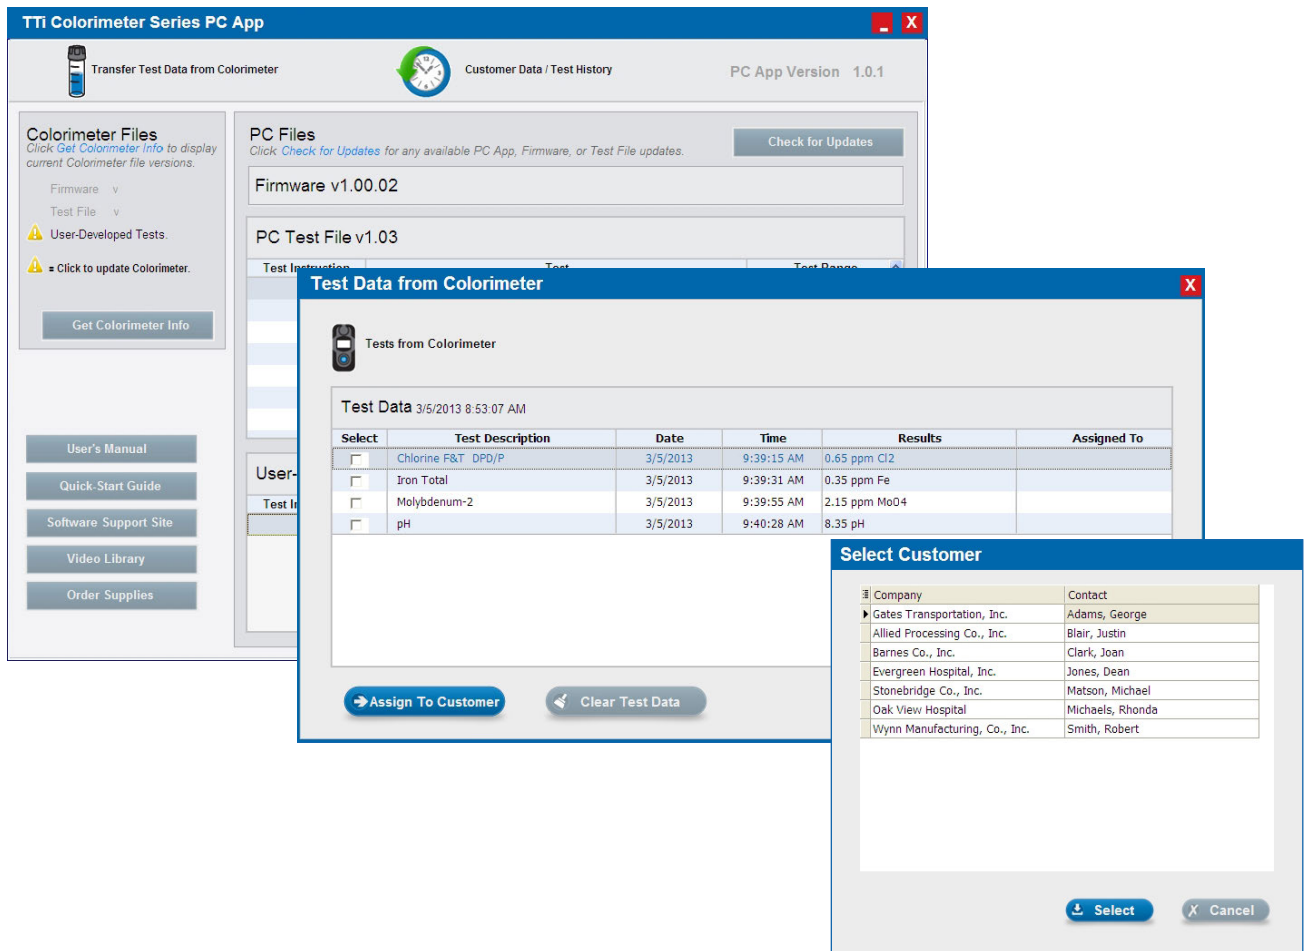 TTi Colorimeter Series PC App
X
Transfer Test Data from Colorimeter
Customer Data / Test History
PC App Version 1.0.1
Colorimeter Files
Click Get Colorimeter Info to display
current Colorimeter file versions.
Firmware v
Test File v
User-Developed Tests.
= Click to update Colorimeter.
Get Colorimeter Info
User's Manual
Quick-Start Guide
Software Support Site
Video Library
Order Supplies
PC Files
Click Check for Updates for any available PC App, Firmware, or Test File updates.
Check for Updates
Firmware v1.00.02
PC Test File v1.03
Test Instruction Test Test Range
User-
Test In
Test Data from Colorimeter
X
Tests from Colorimeter
Test Data 3/5/2013 8:53:07 AM
Select Test Description Date Time Results Assigned To
Chlorine F&T DPD/P 3/5/2013 9:39:15 AM 0.65 ppm Cl2
Iron Total 3/5/2013 9:39:31 AM 0.35 ppm Fe
Molybdenum-2 3/5/2013 9:39:55 AM 2.15 ppm MoO4
pH 3/5/2013 9:40:28 AM 8.35 pH
Assign To Customer
Clear Test Data
Select Customer
Company Contact
Gates Transportation, Inc. Adams, George
Allied Processing Co., Inc. Blair, Justin
Barnes Co., Inc. Clark, Joan
Evergreen Hospital, Inc. Jones, Dean
Stonebridge Co., Inc. Matson, Michael
Oak View Hospital Michaels, Rhonda
Wynn Manufacturing, Co., Inc. Smith, Robert
Select
X Cancel